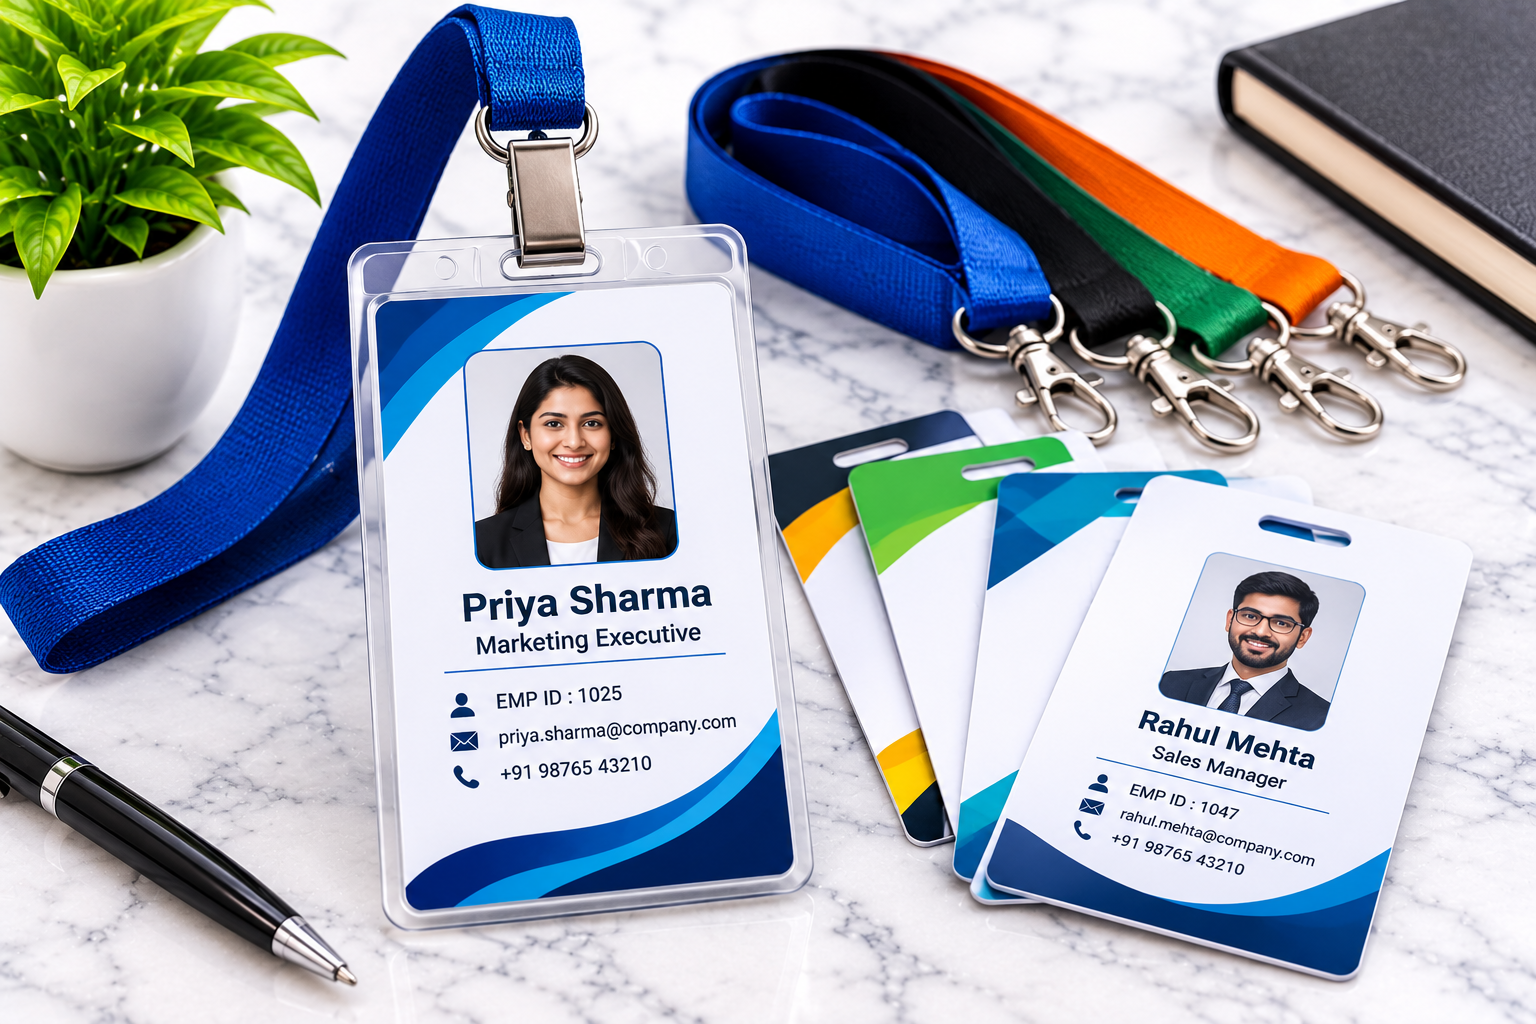 Priya Sharma
Marketing Executive
EMP ID : 1025
priya.sharma@company.com
+91 98765 43210
Rahul Mehta
Sales Manager
EMP ID : 1047
rahul.mehta@company.com
+91 98765 43210